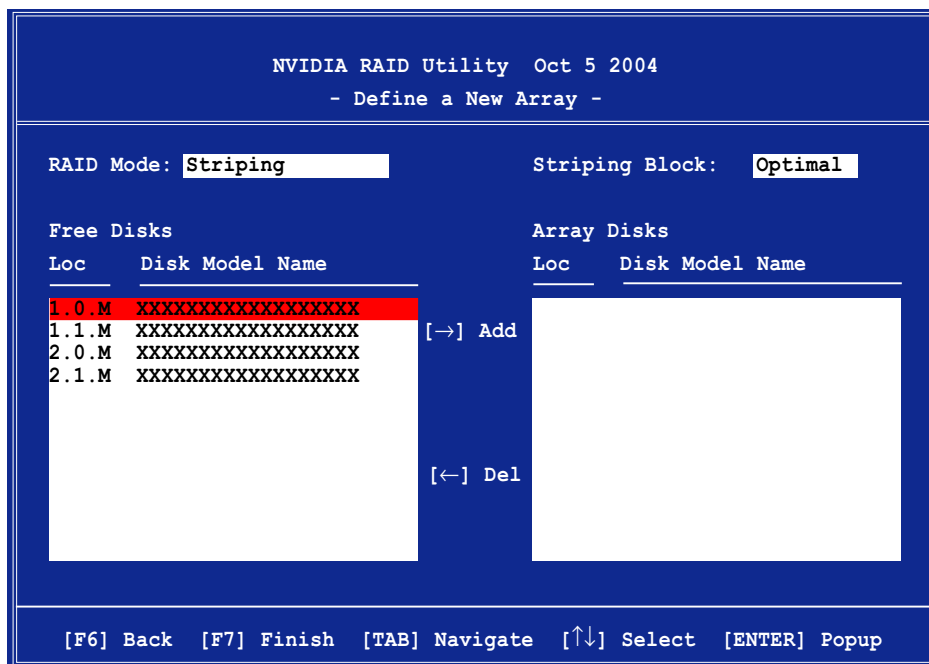 NVIDIA RAID Utility Oct 5 2004
- Define a New Array -
RAID Mode: Striping
Striping Block: Optimal
Free Disks
Loc Disk Model Name
1.0.M XXXXXXXXXXXXXXXXXX
1.1.M XXXXXXXXXXXXXXXXXX
2.0.M XXXXXXXXXXXXXXXXXX
2.1.M XXXXXXXXXXXXXXXXXX
[→] Add
[←] Del
Array Disks
Loc Disk Model Name
[F6] Back [F7] Finish [TAB] Navigate [↑↓] Select [ENTER] Popup